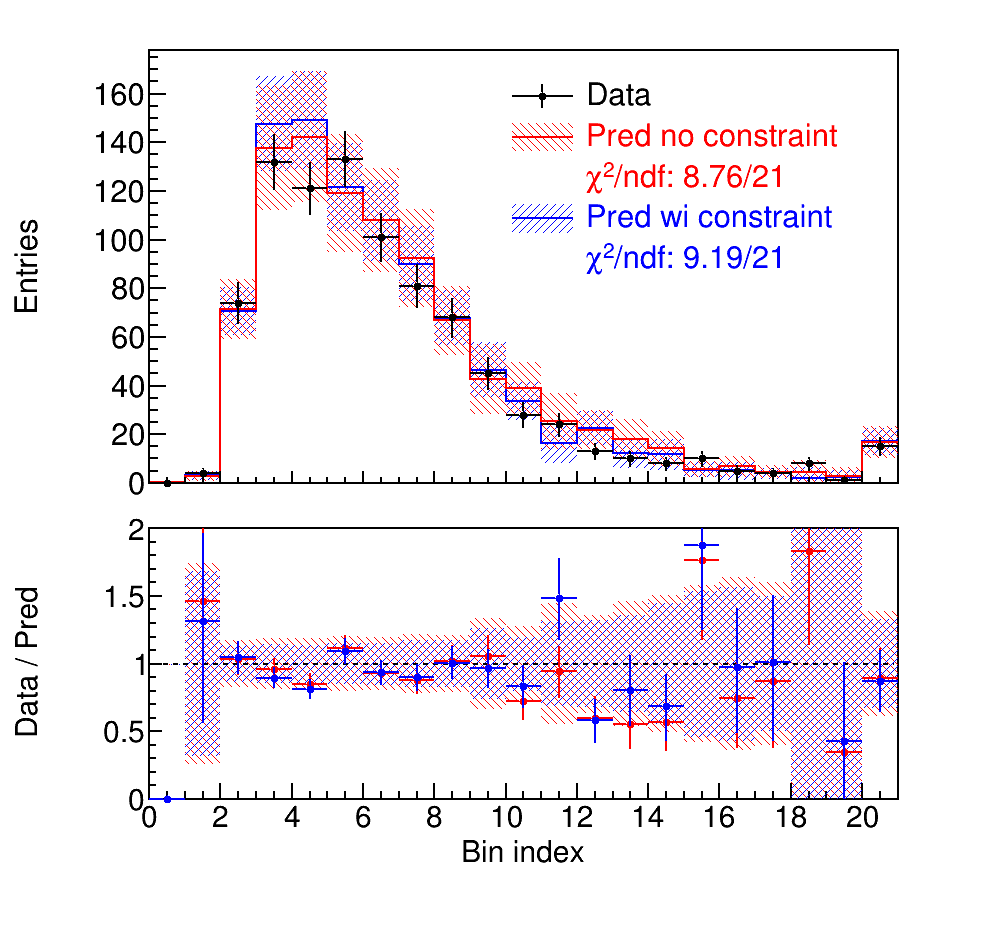 Data
Pred no constraint
χ²/ndf: 8.76/21
Pred wi constraint
χ²/ndf: 9.19/21
Entries
160
140
120
100
80
60
40
20
0
Data / Pred
2
1.5
1
0.5
0
0 2 4 6 8 10 12 14 16 18 20
Bin index